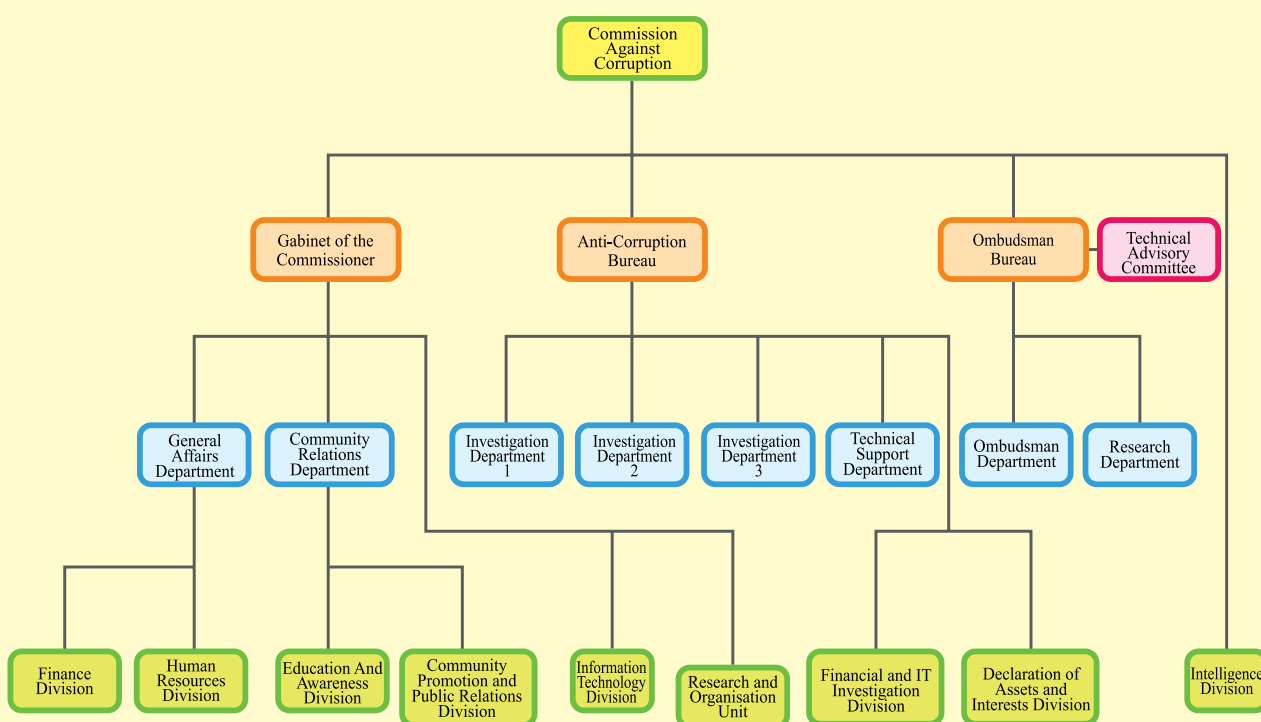 Commission
Against
Corruption
Gabinet of the
Commissioner
Anti-Corruption
Bureau
Ombudsman
Bureau
Technical
Advisory
Committee
General
Affairs
Department
Community
Relations
Department
Investigation
Department
1
Investigation
Department
2
Investigation
Department
3
Technical
Support
Department
Ombudsman
Department
Research
Department
Finance
Division
Human
Resources
Division
Education And
Awareness
Division
Community
Promotion and
Public Relations
Division
Information
Technology
Division
Research and
Organisation
Unit
Financial and IT
Investigation
Division
Declaration of
Assets and
Interests Division
Intelligence
Division